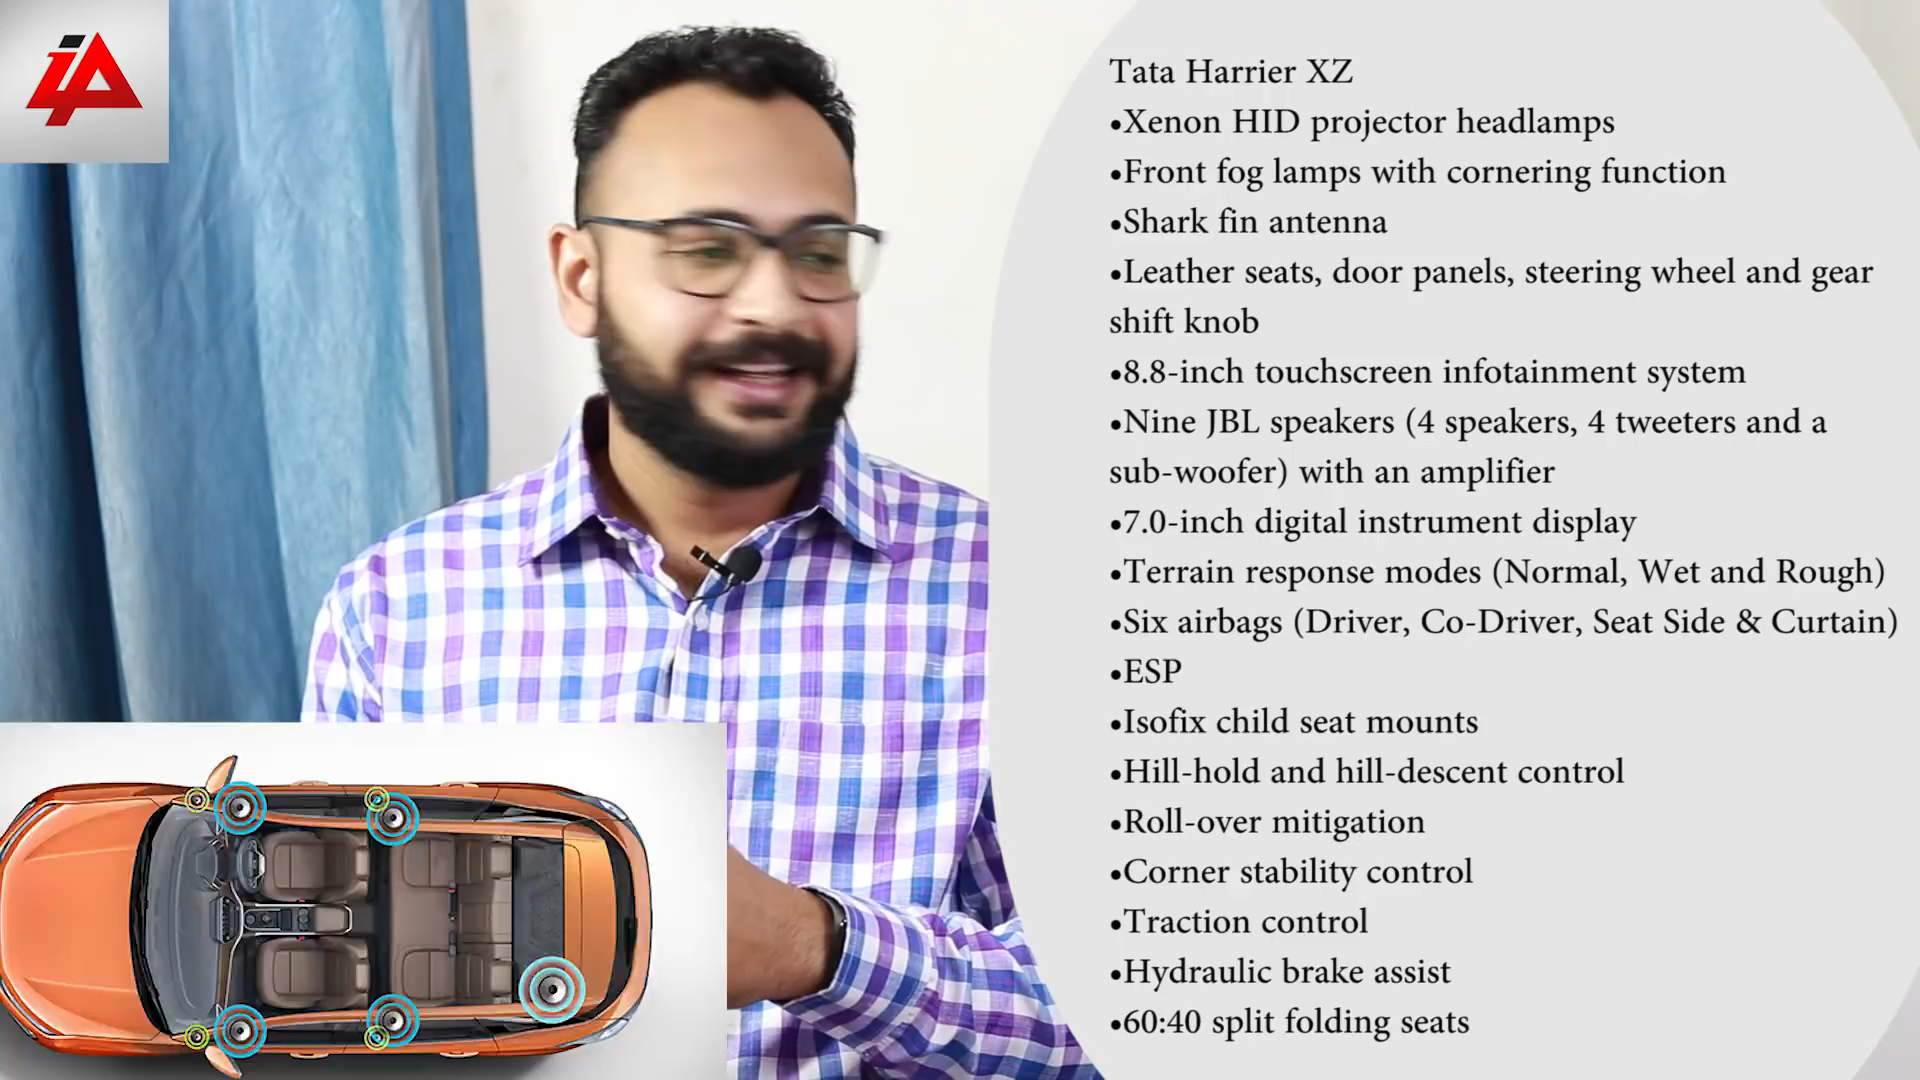 iA
Tata Harrier XZ
•Xenon HID projector headlamps
•Front fog lamps with cornering function
•Shark fin antenna
•Leather seats, door panels, steering wheel and gear
shift knob
•8.8-inch touchscreen infotainment system
•Nine JBL speakers (4 speakers, 4 tweeters and a
sub-woofer) with an amplifier
•7.0-inch digital instrument display
•Terrain response modes (Normal, Wet and Rough)
•Six airbags (Driver, Co-Driver, Seat Side & Curtain)
•ESP
•Isofix child seat mounts
•Hill-hold and hill-descent control
•Roll-over mitigation
•Corner stability control
•Traction control
•Hydraulic brake assist
•60:40 split folding seats